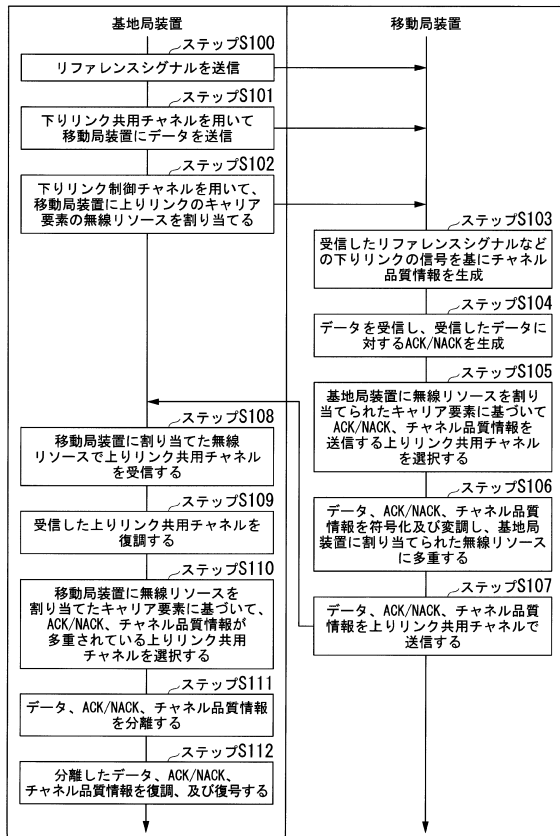 基地局装置
移動局装置
ステップS100
リファレンスシグナルを送信
ステップS101
下りリンク共用チャネルを用いて
移動局装置にデータを送信
ステップS102
下りリンク制御チャネルを用いて、
移動局装置に上りリンクのキャリア
要素の無線リソースを割り当てる
ステップS103
受信したリファレンスシグナルなど
の下りリンクの信号を基にチャネル
品質情報を生成
ステップS104
データを受信し、受信したデータに
対するACK/NACKを生成
ステップS105
基地局装置に無線リソースを割り
当てられたキャリア要素に基づいて
ACK/NACK、チャネル品質情報を
送信する上りリンク共用チャネル
を選択する
ステップS106
データ、ACK/NACK、チャネル品質
情報を符号化及び変調し、基地局
装置に割り当てられた無線リソース
に多重する
ステップS107
データ、ACK/NACK、チャネル品質
情報を上りリンク共用チャネルで
送信する
ステップS108
移動局装置に割り当てた無線
リソースで上りリンク共用チャネル
を受信する
ステップS109
受信した上りリンク共用チャネルを
復調する
ステップS110
移動局装置に無線リソースを
割り当てたキャリア要素に基づいて、
ACK/NACK、チャネル品質情報が
多重されている上りリンク共用
チャネルを選択する
ステップS111
データ、ACK/NACK、チャネル品質情報
を分離する
ステップS112
分離したデータ、ACK/NACK、
チャネル品質情報を復調、及び復号する